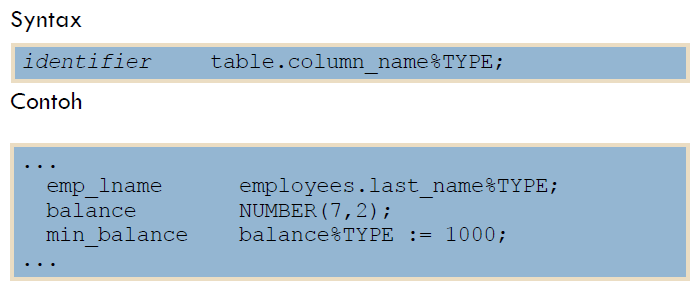 Syntax
identifier    table.column_name%TYPE;
Contoh
...
  emp_lname       employees.last_name%TYPE;
  balance         NUMBER(7,2);
  min_balance     balance%TYPE := 1000;
...